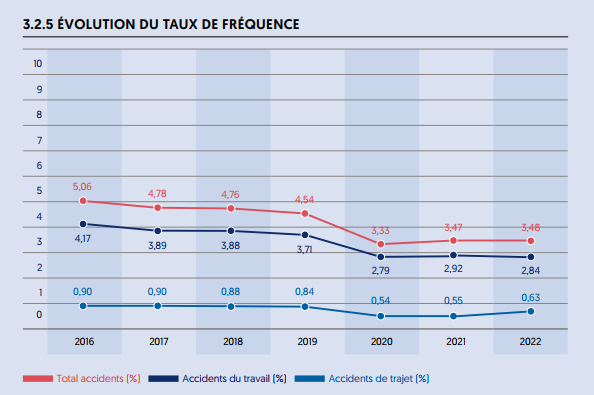 3.2.5 ÉVOLUTION DU TAUX DE FRÉQUENCE
10
9
8
7
6
5
4
3
2
1
0
5,06 4,78 4,76 4,54 3,33 3,47 3,48
4,17 3,89 3,88 3,71 2,79 2,92 2,84
0,90 0,90 0,88 0,84 0,54 0,55 0,63
2016 2017 2018 2019 2020 2021 2022
Total accidents (%) Accidents du travail (%) Accidents de trajet (%)